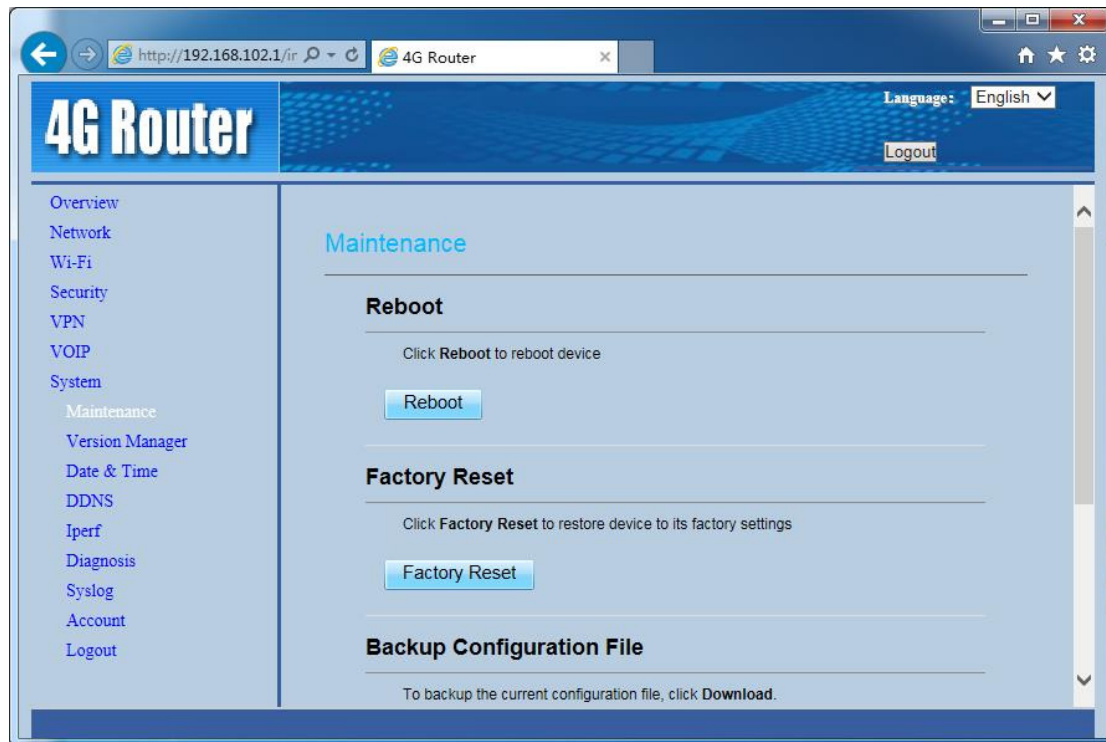 http://192.168.102.1/ir
4G Router
4G Router
Language: English
Logout
Overview
Network
Wi-Fi
Security
VPN
VOIP
System
Maintenance
Version Manager
Date & Time
DDNS
Iperf
Diagnosis
Syslog
Account
Logout
Maintenance
Reboot
Click Reboot to reboot device
Reboot
Factory Reset
Click Factory Reset to restore device to its factory settings
Factory Reset
Backup Configuration File
To backup the current configuration file, click Download.